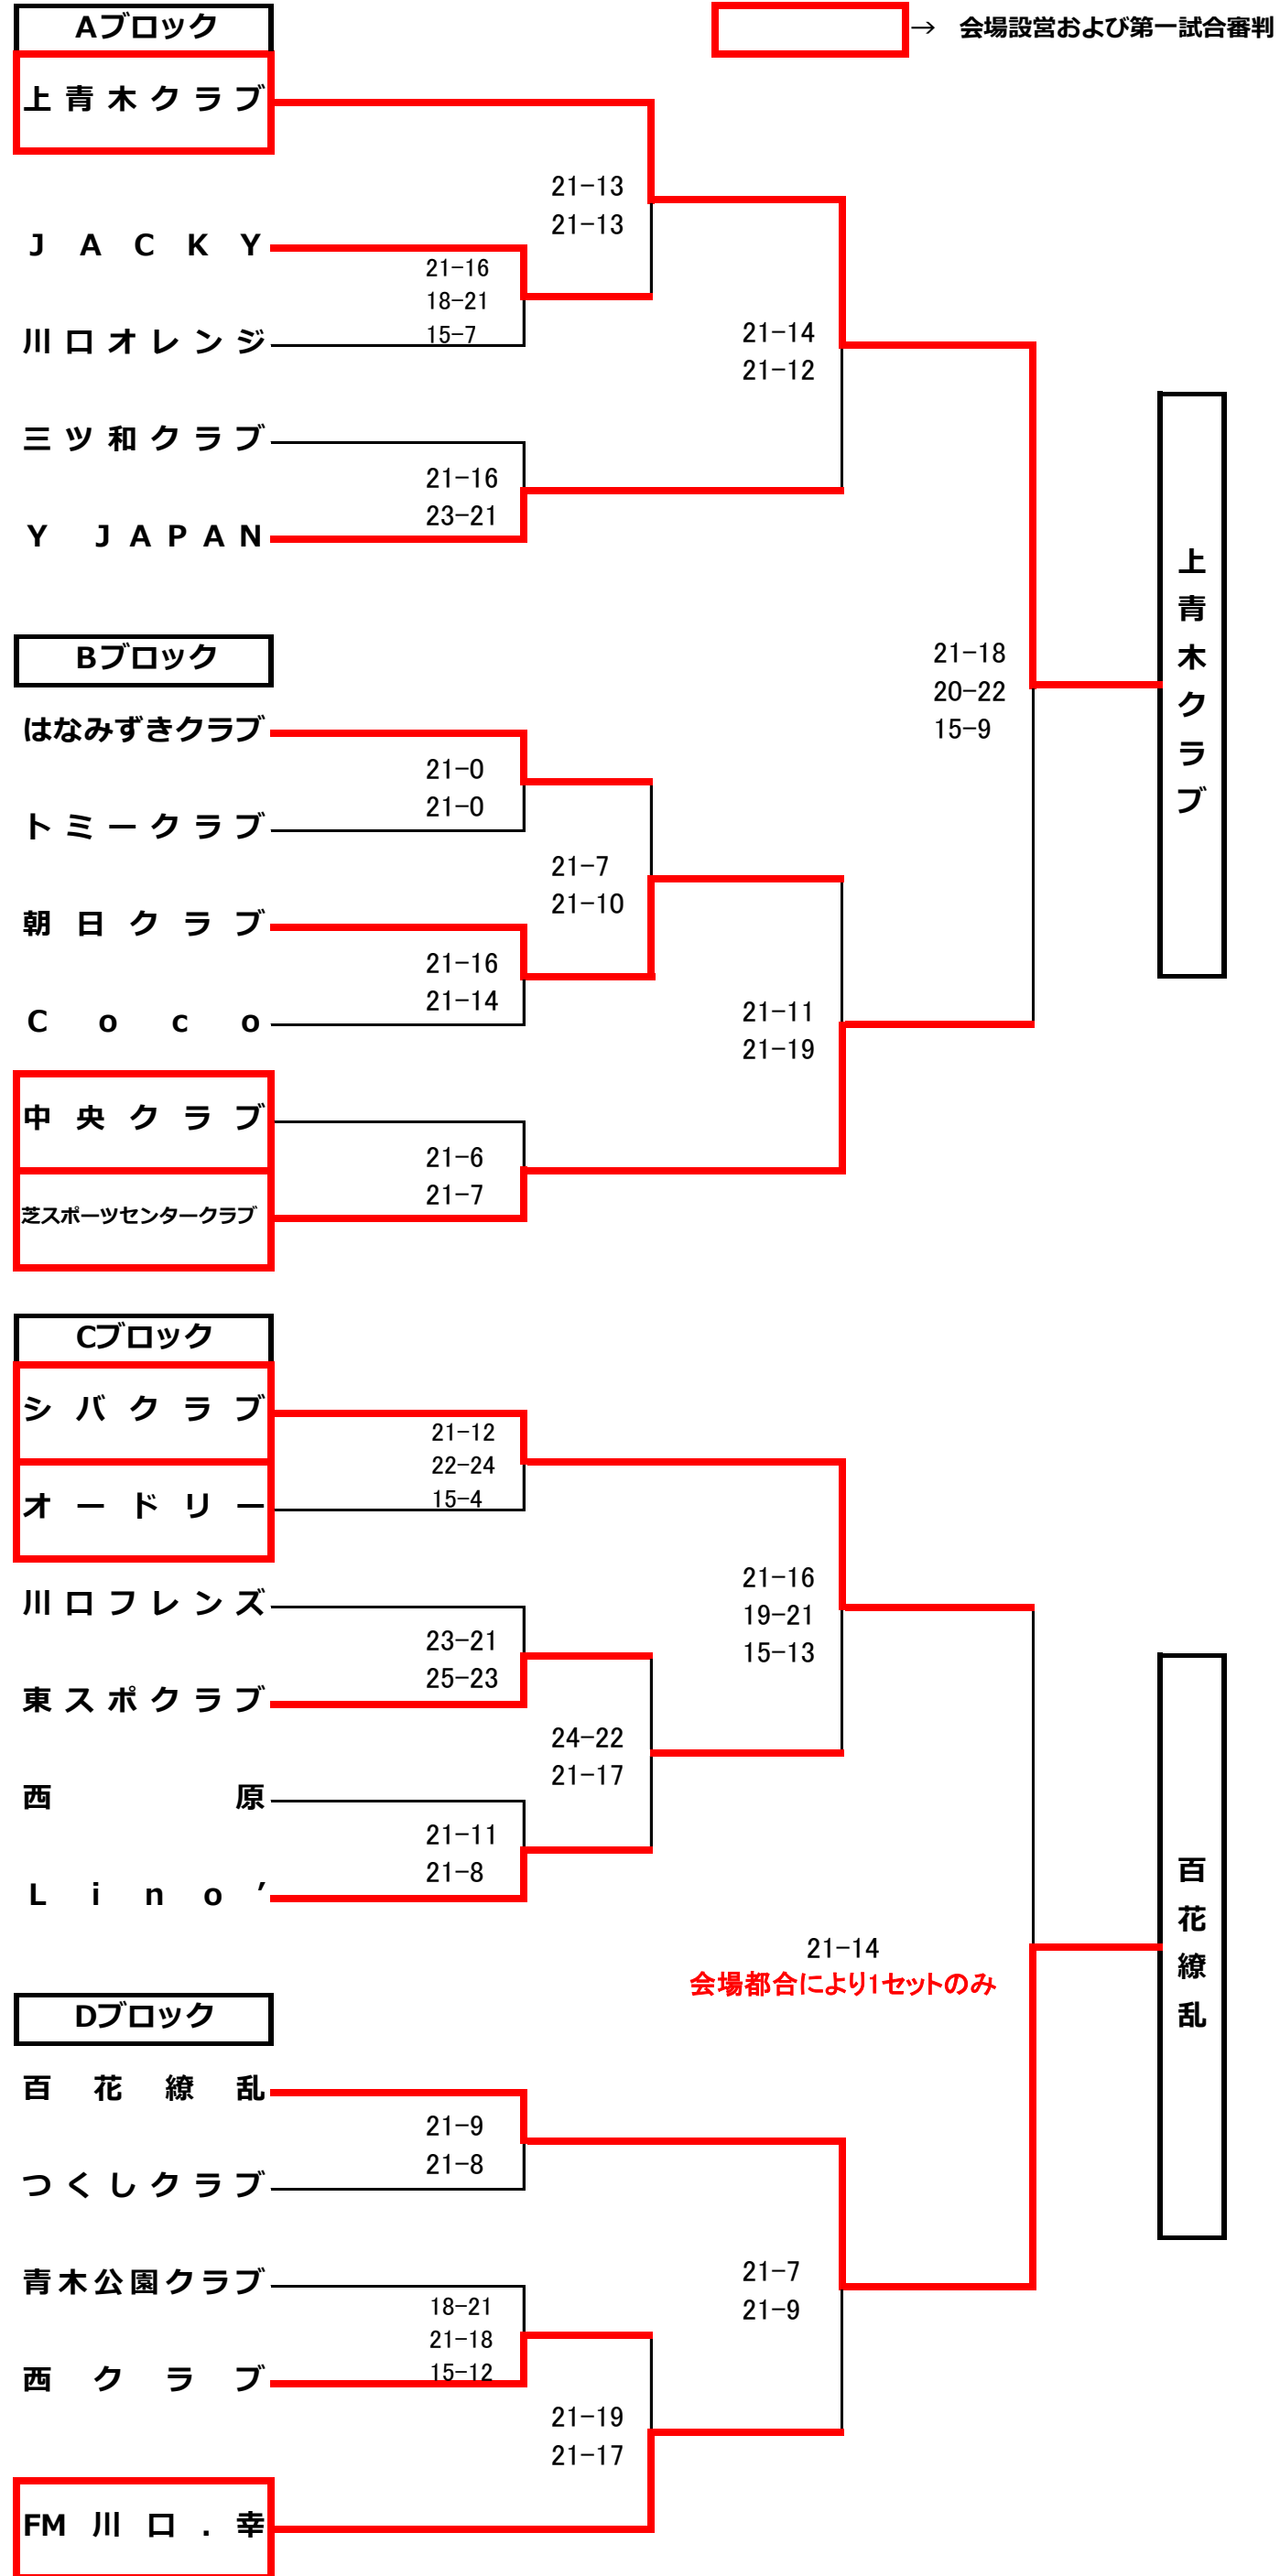 Aブロック
→ 会場設営および第一試合審判
上青木クラブ
21-13
21-13
JACKY
21-16
18-21
15-7
川口オレンジ
21-14
21-12
三ツ和クラブ
21-16
23-21
Y JAPAN
上青木クラブ
Bブロック
21-18
20-22
15-9
はなみずきクラブ
21-0
21-0
トミークラブ
21-7
21-10
朝日クラブ
21-16
21-14
Coco
21-11
21-19
中央クラブ
21-6
21-7
芝スポーツセンタークラブ
Cブロック
シバクラブ
21-12
22-24
15-4
オードリー
21-16
19-21
15-13
川口フレンズ
23-21
25-23
東スポクラブ
24-22
21-17
西原
21-11
21-8
Lino’
百花繚乱
21-14
会場都合により1セットのみ
Dブロック
百花繚乱
21-9
21-8
つくしクラブ
21-7
21-9
青木公園クラブ
18-21
21-18
15-12
西クラブ
21-19
21-17
FM川口.幸